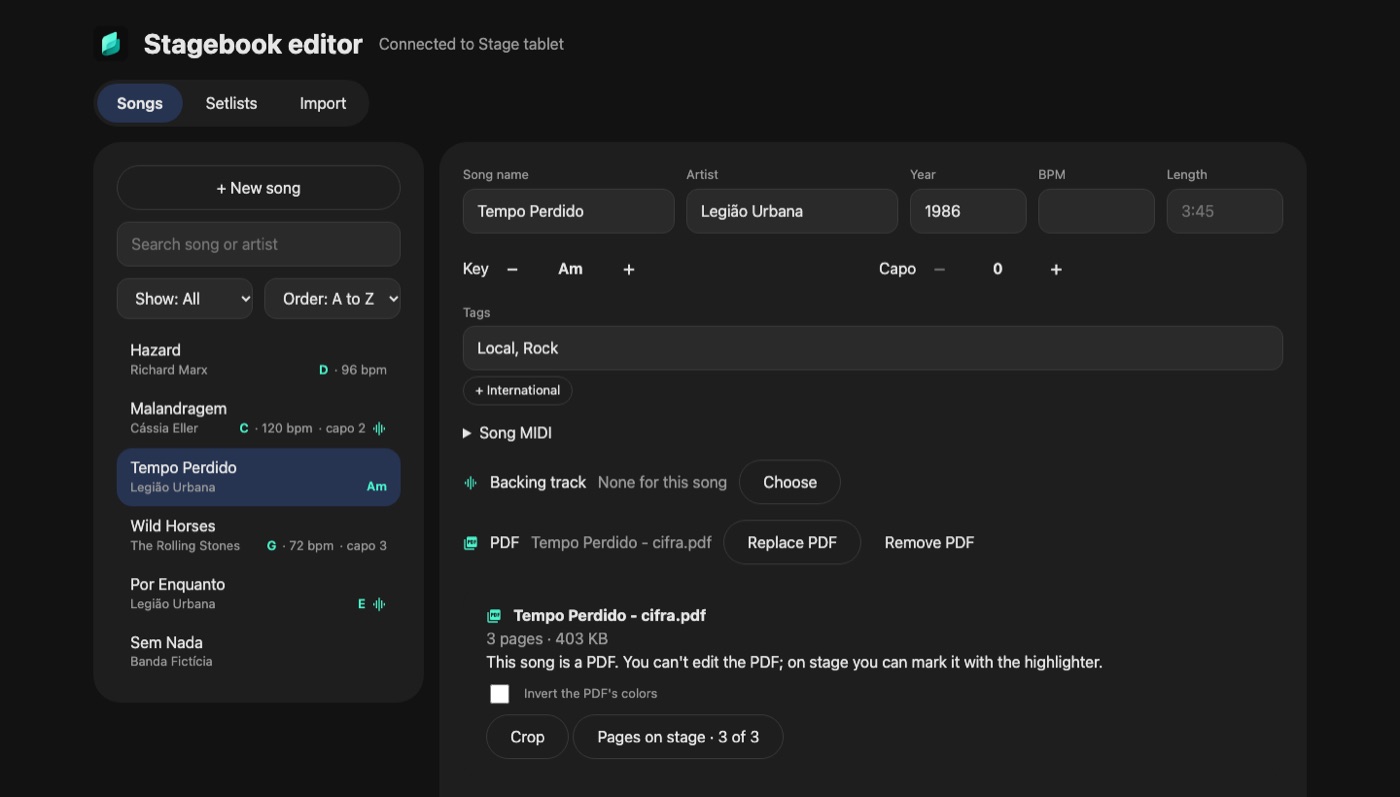 Stagebook editor Connected to Stage tablet
Songs Setlists Import
+ New song
Search song or artist
Show: All Order: A to Z
Hazard
Richard Marx D · 96 bpm
Malandragem
Cássia Eller C · 120 bpm · capo 2
Tempo Perdido
Legião Urbana Am
Wild Horses
The Rolling Stones G · 72 bpm · capo 3
Por Enquanto
Legião Urbana E
Sem Nada
Banda Fictícia
Song name Artist Year BPM Length
Tempo Perdido Legião Urbana 1986 3:45
Key − Am + Capo − 0 +
Tags
Local, Rock
+ International
Song MIDI
Backing track None for this song Choose
PDF Tempo Perdido - cifra.pdf Replace PDF Remove PDF
Tempo Perdido - cifra.pdf
3 pages · 403 KB
This song is a PDF. You can't edit the PDF; on stage you can mark it with the highlighter.
Invert the PDF's colors
Crop Pages on stage · 3 of 3